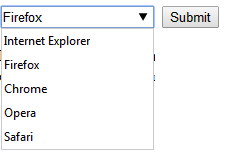 Firefox
Submit
Internet Explorer
Firefox
Chrome
Opera
Safari